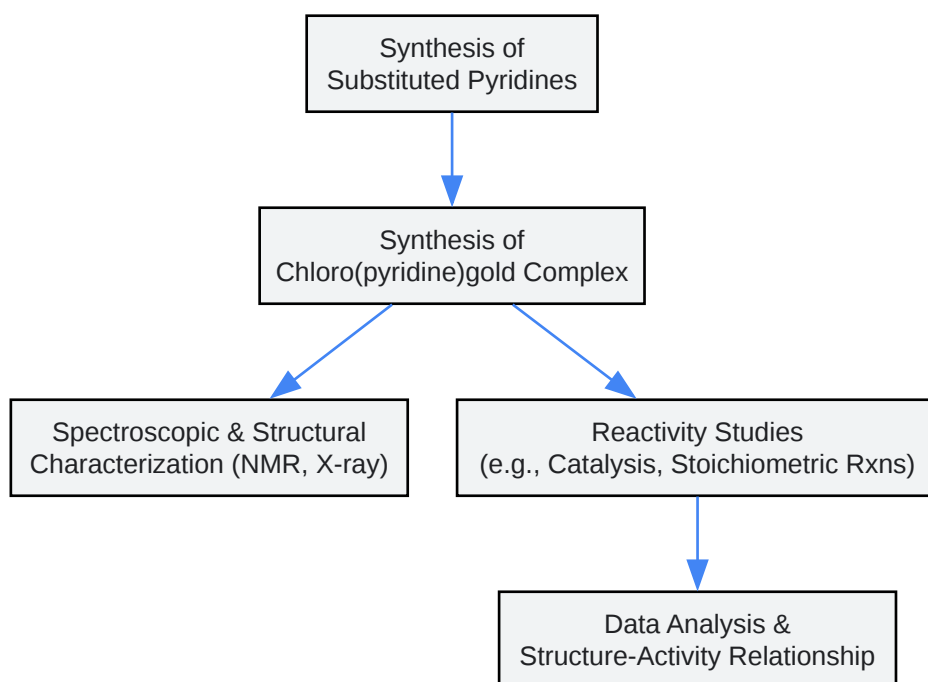 Synthesis of
Substituted Pyridines
Synthesis of
Chloro(pyridine)gold Complex
Spectroscopic & Structural
Characterization (NMR, X-ray)
Reactivity Studies
(e.g., Catalysis, Stoichiometric Rxns)
Data Analysis &
Structure-Activity Relationship